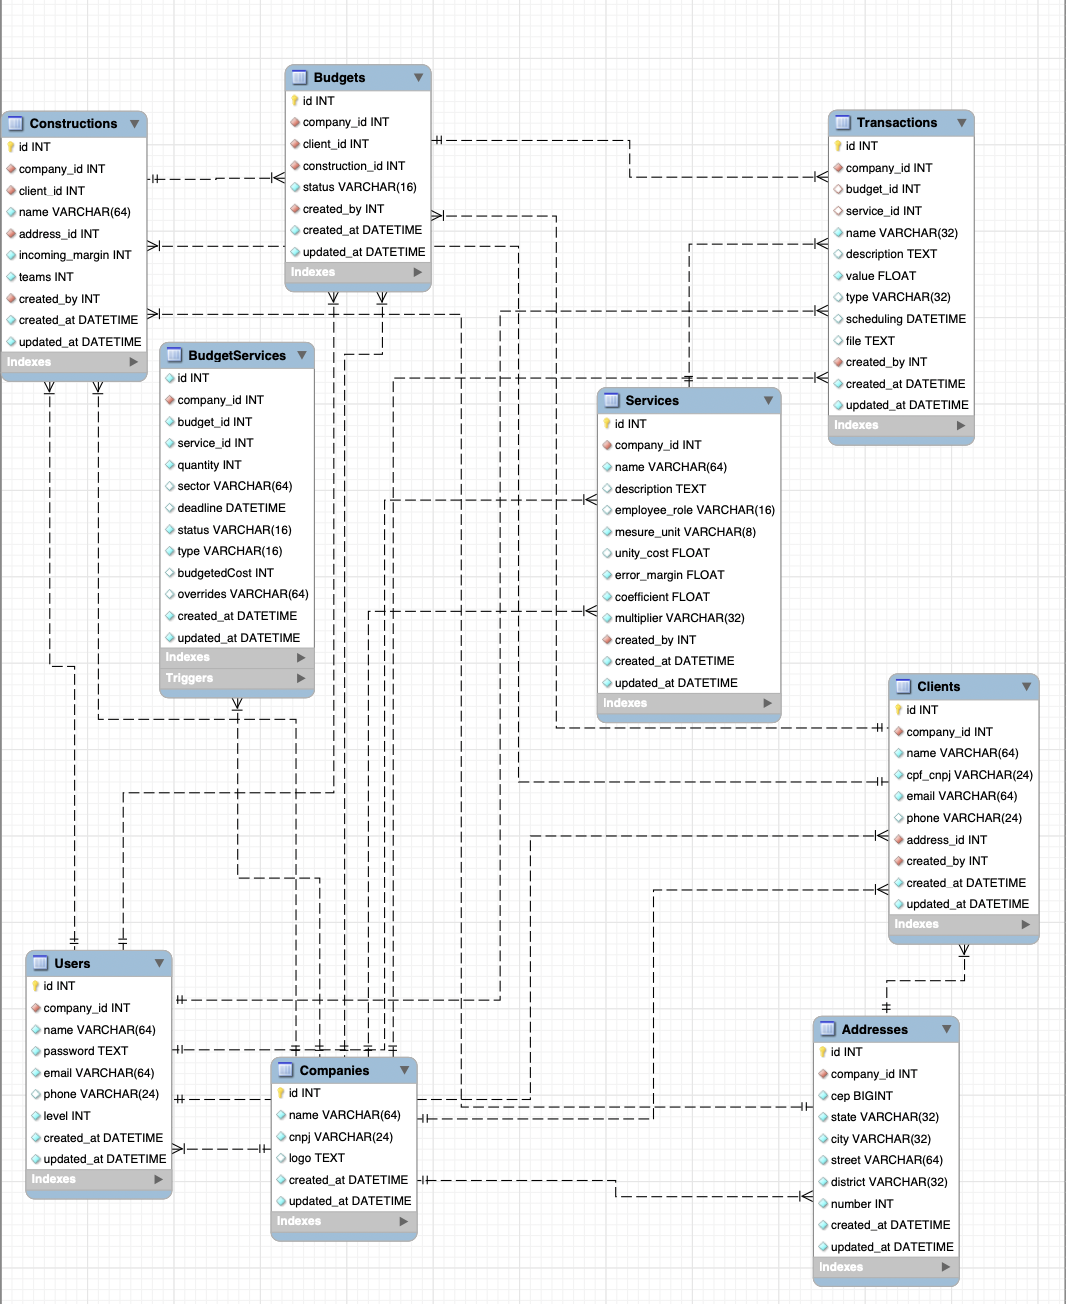 Budgets
id INT
company_id INT
client_id INT
construction_id INT
status VARCHAR(16)
created_by INT
created_at DATETIME
updated_at DATETIME
Indexes
Constructions
id INT
company_id INT
client_id INT
name VARCHAR(64)
address_id INT
incoming_margin INT
teams INT
created_by INT
created_at DATETIME
updated_at DATETIME
Indexes
Transactions
id INT
company_id INT
budget_id INT
service_id INT
name VARCHAR(32)
description TEXT
value FLOAT
type VARCHAR(32)
scheduling DATETIME
file TEXT
created_by INT
created_at DATETIME
updated_at DATETIME
Indexes
BudgetServices
id INT
company_id INT
budget_id INT
service_id INT
quantity INT
sector VARCHAR(64)
deadline DATETIME
status VARCHAR(16)
type VARCHAR(16)
budgetedCost INT
overrides VARCHAR(64)
created_at DATETIME
updated_at DATETIME
Indexes
Triggers
Services
id INT
company_id INT
name VARCHAR(64)
description TEXT
employee_role VARCHAR(16)
mesure_unit VARCHAR(8)
unity_cost FLOAT
error_margin FLOAT
coefficient FLOAT
multiplier VARCHAR(32)
created_by INT
created_at DATETIME
updated_at DATETIME
Indexes
Clients
id INT
company_id INT
name VARCHAR(64)
cpf_cnpj VARCHAR(24)
email VARCHAR(64)
phone VARCHAR(24)
address_id INT
created_by INT
created_at DATETIME
updated_at DATETIME
Indexes
Users
id INT
company_id INT
name VARCHAR(64)
password TEXT
email VARCHAR(64)
phone VARCHAR(24)
level INT
created_at DATETIME
updated_at DATETIME
Indexes
Companies
id INT
name VARCHAR(64)
cnpj VARCHAR(24)
logo TEXT
created_at DATETIME
updated_at DATETIME
Indexes
Addresses
id INT
company_id INT
cep BIGINT
state VARCHAR(32)
city VARCHAR(32)
street VARCHAR(64)
district VARCHAR(32)
number INT
created_at DATETIME
updated_at DATETIME
Indexes